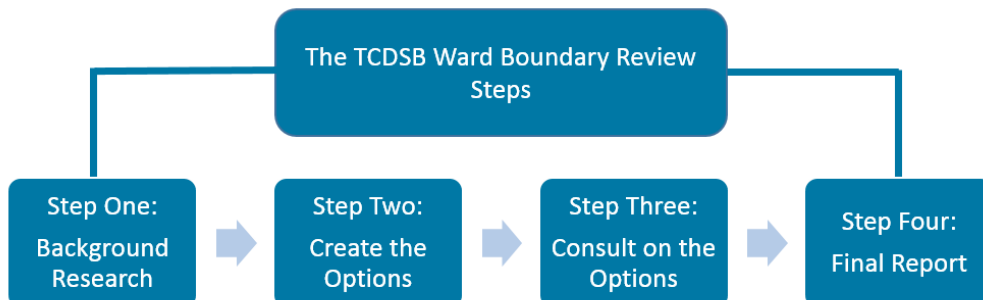 The TCDSB Ward Boundary Review
Steps
Step One:
Background
Research
Step Two:
Create the
Options
Step Three:
Consult on the
Options
Step Four:
Final Report